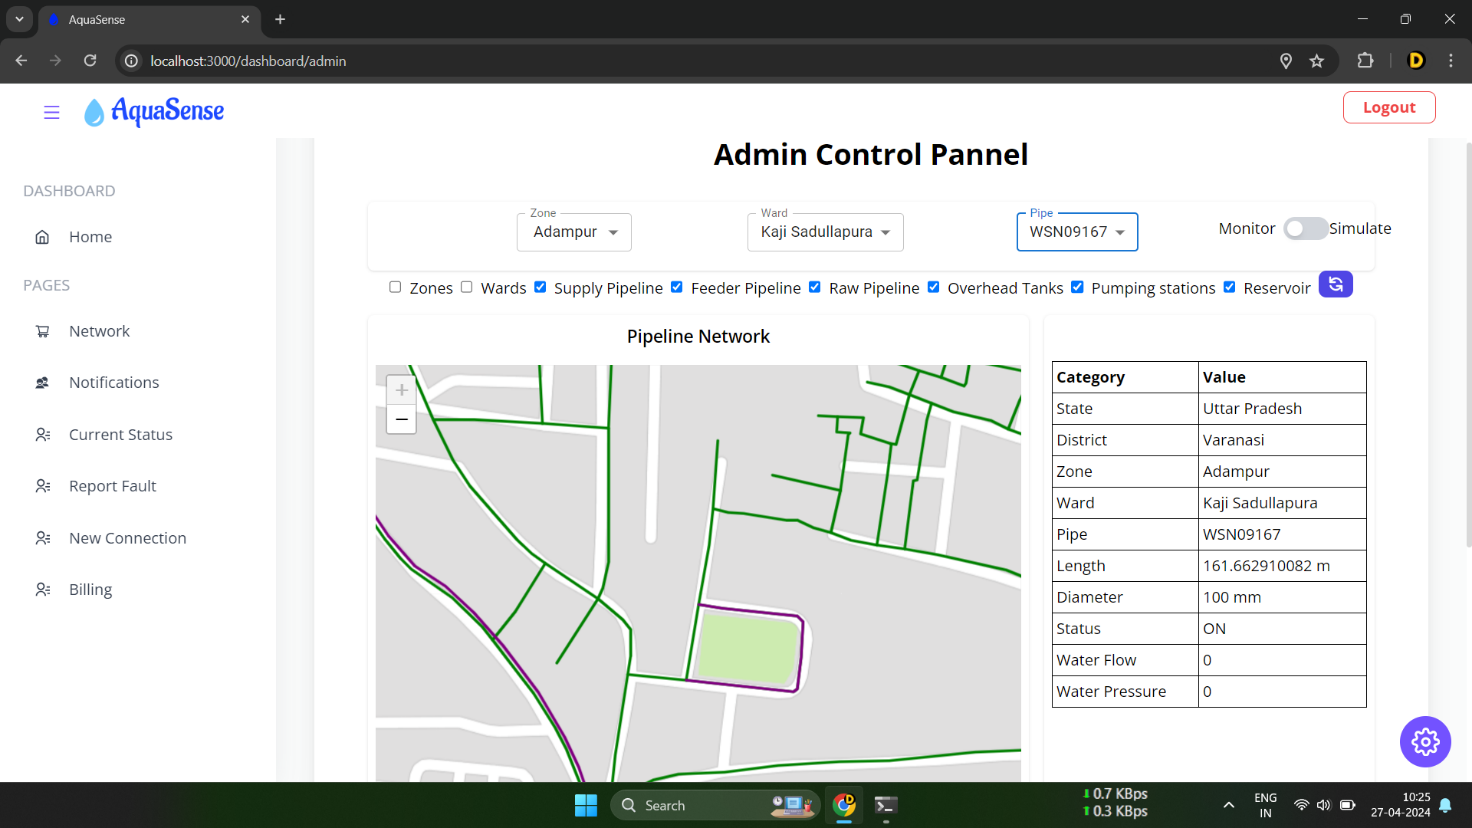 AquaSense
localhost:3000/dashboard/admin
D
AquaSense
Logout
Admin Control Pannel
DASHBOARD
Home
PAGES
Network
Notifications
Current Status
Report Fault
New Connection
Billing
Zone
Adampur
Ward
Kaji Sadullapura
Pipe
WSN09167
Monitor Simulate
Zones Wards Supply Pipeline Feeder Pipeline Raw Pipeline Overhead Tanks Pumping stations Reservoir
Pipeline Network
+
−
Category Value
State Uttar Pradesh
District Varanasi
Zone Adampur
Ward Kaji Sadullapura
Pipe WSN09167
Length 161.662910082 m
Diameter 100 mm
Status ON
Water Flow 0
Water Pressure 0
Search
D
0.7 KBps
0.3 KBps
ENG
IN
10:25
27-04-2024